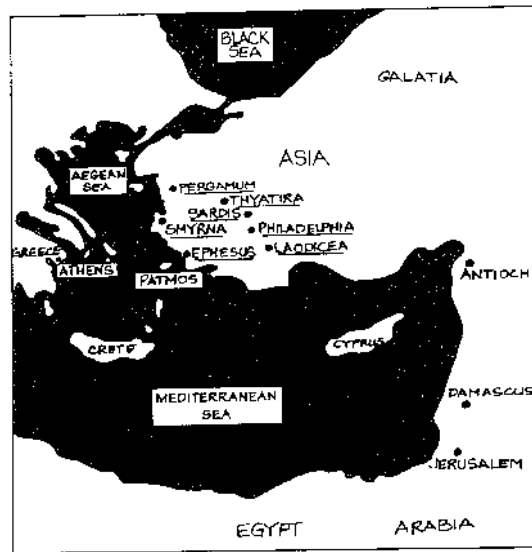 BLACK
SEA
GALATIA
ASIA
AEGEAN
SEA
PERGAMUM
THYATIRA
SARDIS
SMYRNA
PHILADELPHIA
GREECE
EPHESUS
LAODICEA
ATHENS
PATMOS
ANTIOCH
CRETE
CYPRUS
MEDITERRANEAN
SEA
DAMASCUS
JERUSALEM
EGYPT
ARABIA